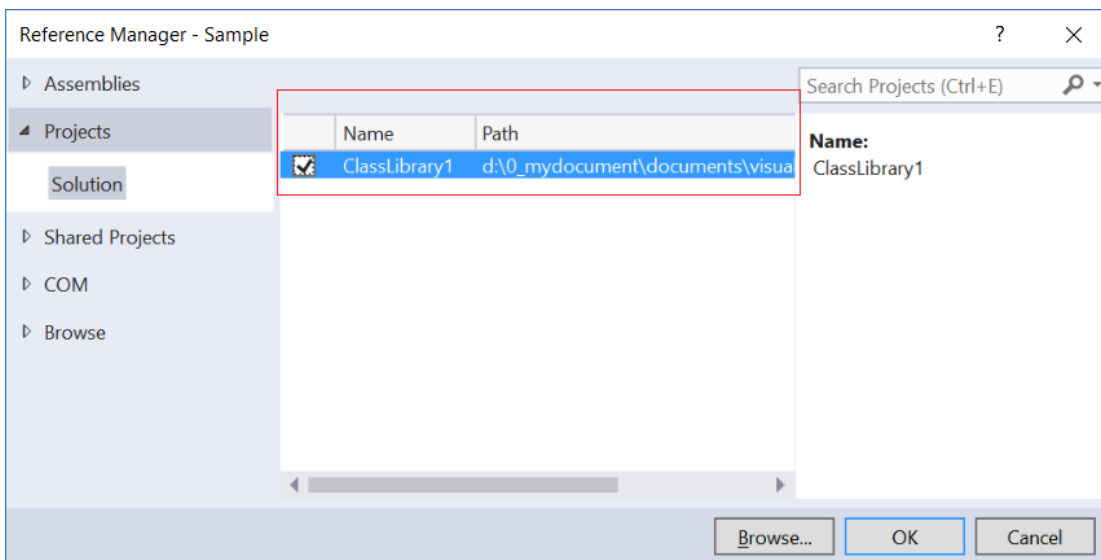 Reference Manager - Sample
Assemblies
Projects
Solution
Shared Projects
COM
Browse
Name Path
ClassLibrary1 d:\0_mydocument\documents\visua
Search Projects (Ctrl+E)
Name:
ClassLibrary1
Browse... OK Cancel